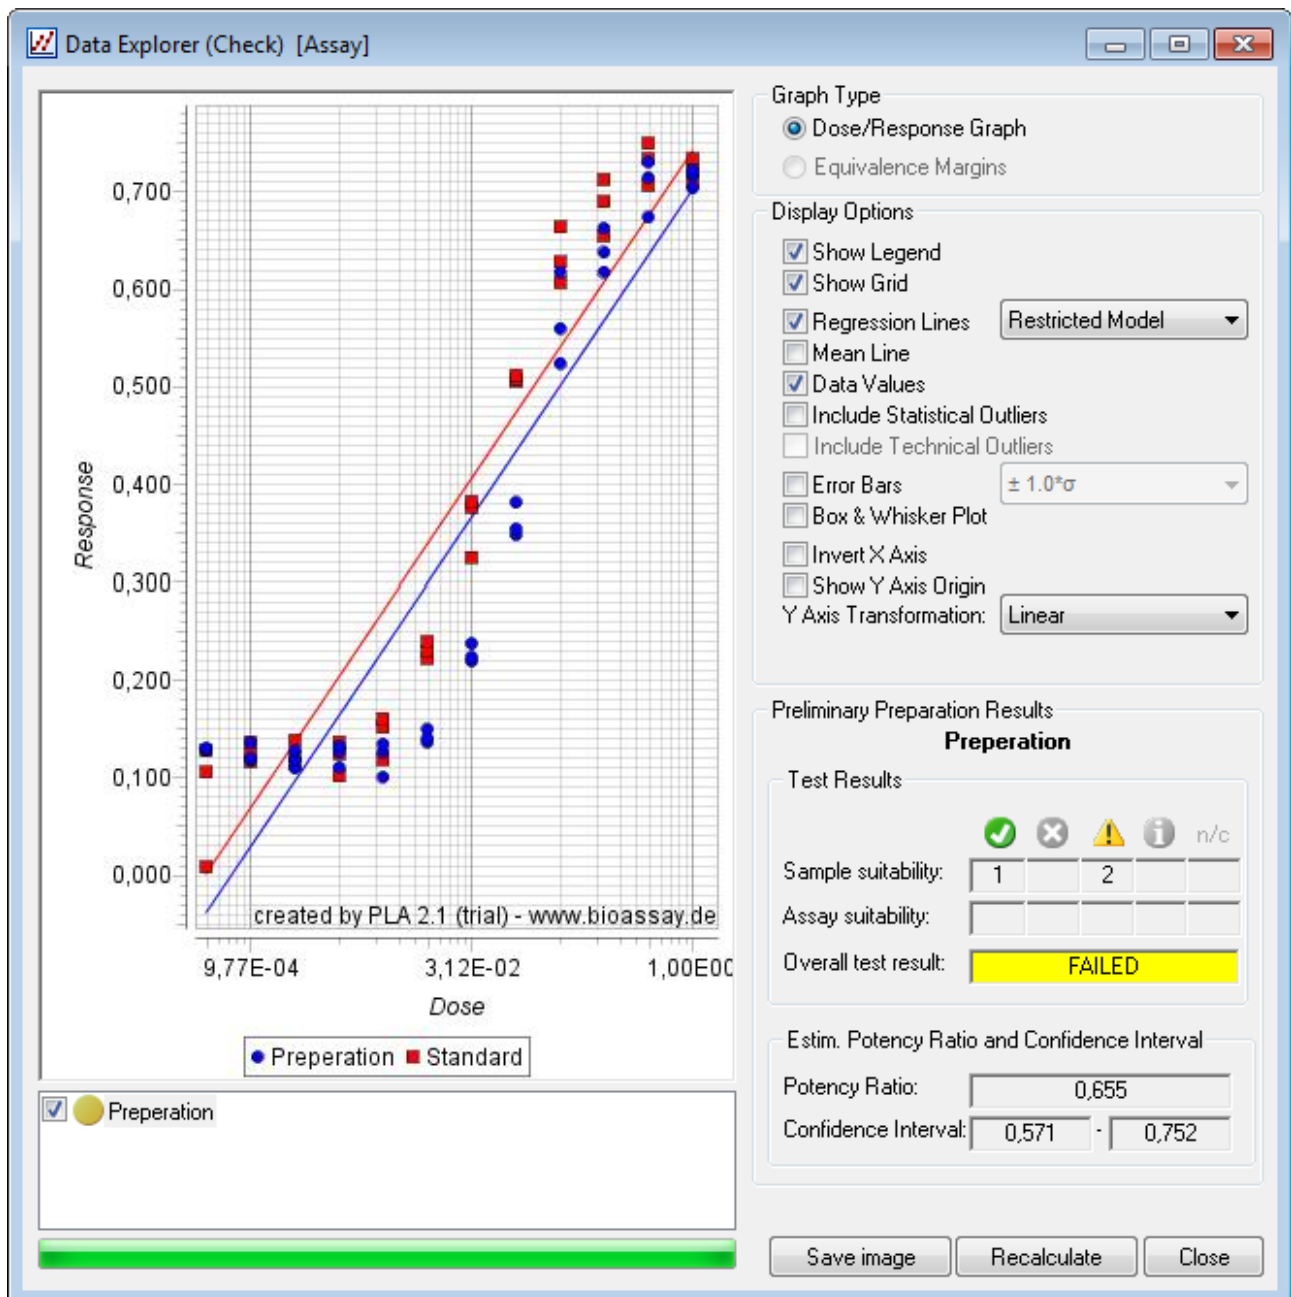 Data Explorer (Check) [Assay]
0,700
0,600
0,500
0,400
0,300
0,200
0,100
0,000
Response
created by PLA 2.1 (trial) - www.bioassay.de
9,77E-04 3,12E-02 1,00E00
Dose
Preperation Standard
Preperation
Graph Type
Dose/Response Graph
Equivalence Margins
Display Options
Show Legend
Show Grid
Regression Lines Restricted Model
Mean Line
Data Values
Include Statistical Outliers
Include Technical Outliers
Error Bars ± 1.0*σ
Box & Whisker Plot
Invert X Axis
Show Y Axis Origin
Y Axis Transformation: Linear
Preliminary Preparation Results
Preperation
Test Results
n/c
Sample suitability: 1 2
Assay suitability:
Overall test result: FAILED
Estim. Potency Ratio and Confidence Interval
Potency Ratio: 0,655
Confidence Interval: 0,571 - 0,752
Save image Recalculate Close